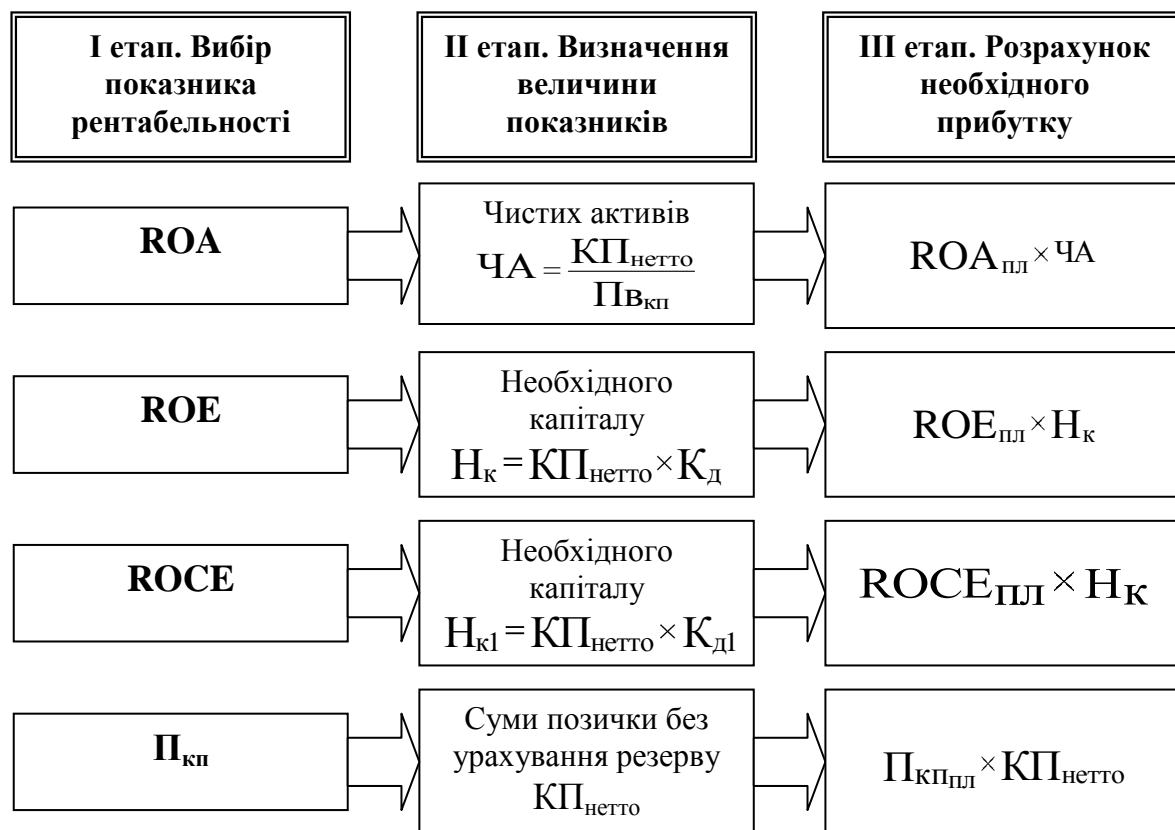 І етап. Вибір
показника
рентабельності
ІІ етап. Визначення
величини
показників
ІІІ етап. Розрахунок
необхідного
прибутку
ROA
Чистих активів
ЧА = КПнетто
Пвкп
ROAпл × ЧА
ROE
Необхідного
капіталу
Нк = КПнетто × Кд
ROEпл × Нк
ROCE
Необхідного
капіталу
Нк1 = КПнетто × Кд1
ROCEпл × Нк
Пкп
Суми позички без
урахування резерву
КПнетто
Пкппл × КПнетто